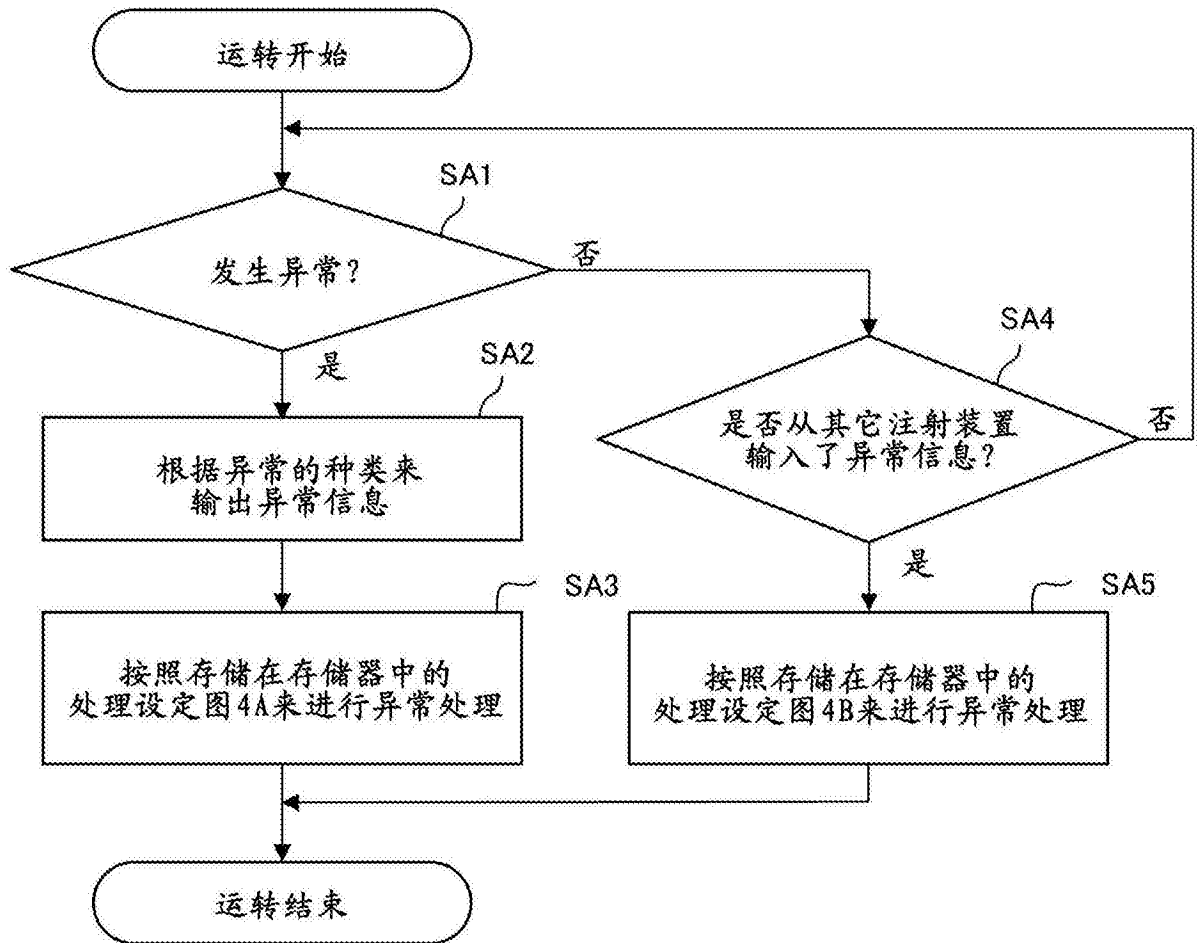 运转开始
SA1
发生异常?
否
是
SA2
根据异常的种类来
输出异常信息
SA3
按照存储在存储器中的
处理设定图4A来进行异常处理
SA4
是否从其它注射装置
输入了异常信息?
否
是
SA5
按照存储在存储器中的
处理设定图4B来进行异常处理
运转结束